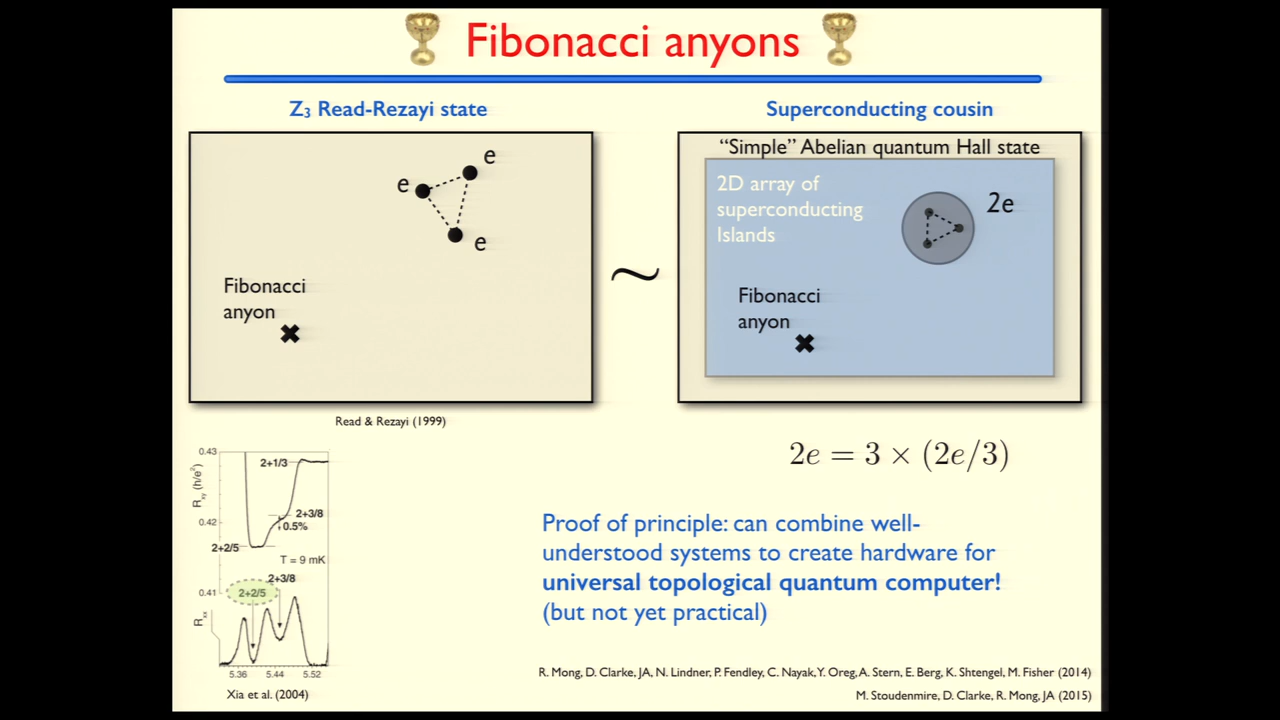 Fibonacci anyons
Z₃ Read-Rezayi state
e
e
e
Fibonacci
anyon
Read & Rezayi (1999)
~
Superconducting cousin
“Simple” Abelian quantum Hall state
2D array of
superconducting
Islands
2e
Fibonacci
anyon
2e = 3 × (2e/3)
0.43
2+1/3
R_xy (h/e²)
2+3/8
0.42
0.5%
2+2/5
T = 9 mK
2+3/8
0.41
2+2/5
R_xx
5.36 5.44 5.52
Xia et al. (2004)
Proof of principle: can combine well-
understood systems to create hardware for
universal topological quantum computer!
(but not yet practical)
R. Mong, D. Clarke, JA, N. Lindner, P. Fendley, C. Nayak, Y. Oreg, A. Stern, E. Berg, K. Shtengel, M. Fisher (2014)
M. Stoudenmire, D. Clarke, R. Mong, JA (2015)